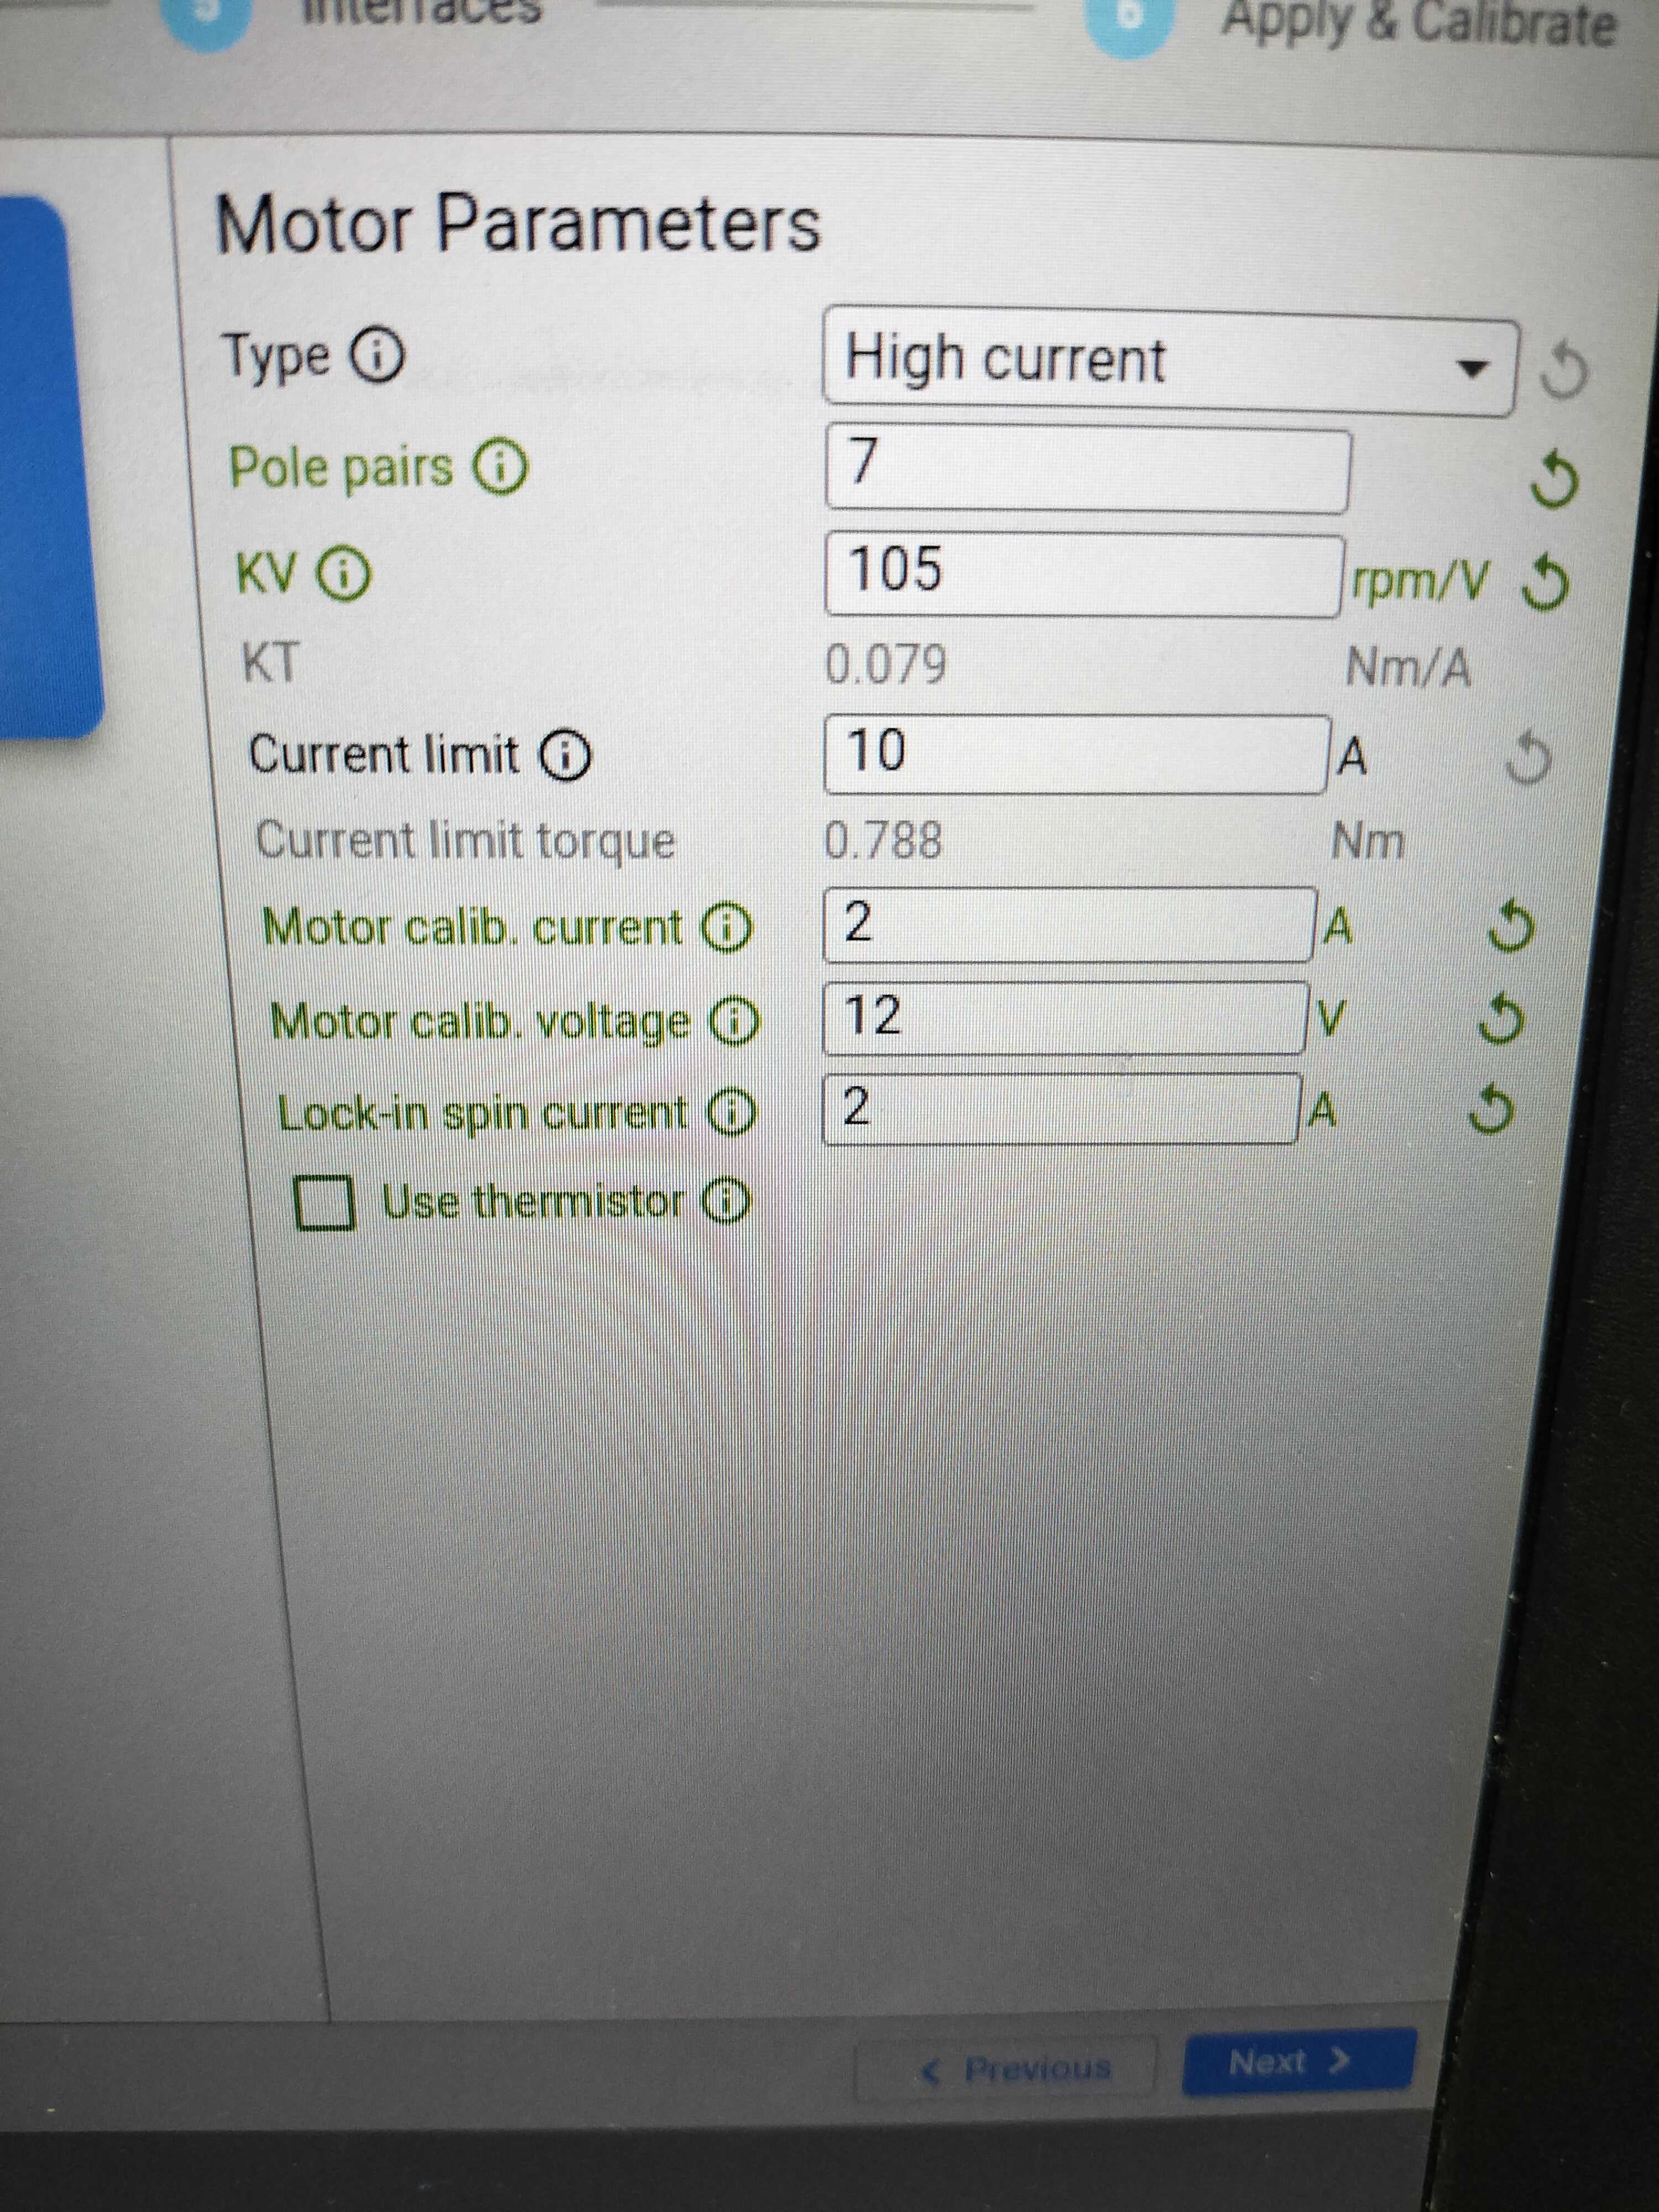 5 Interfaces
6 Apply & Calibrate
Motor Parameters
Type High current
Pole pairs 7
KV 105 rpm/V
KT 0.079 Nm/A
Current limit 10 A
Current limit torque 0.788 Nm
Motor calib. current 2 A
Motor calib. voltage 12 V
Lock-in spin current 2 A
Use thermistor
Previous Next